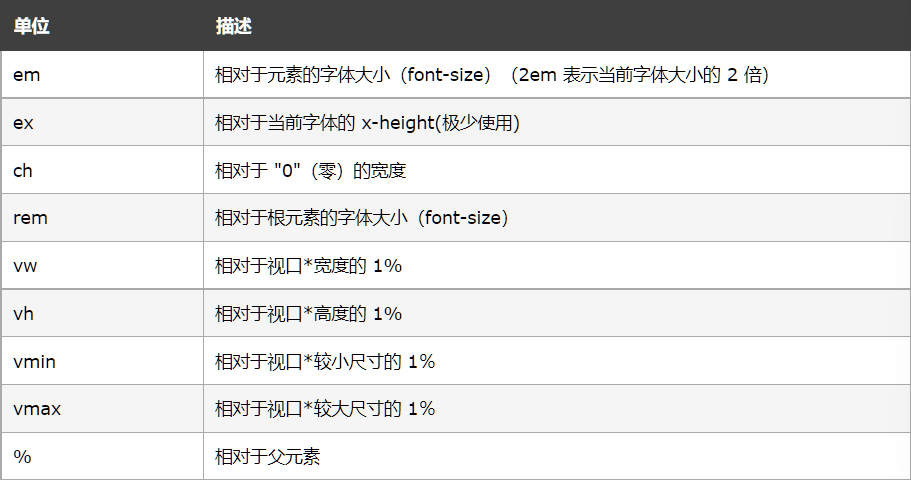 单位 描述
em 相对于元素的字体大小（font-size）（2em 表示当前字体大小的 2 倍）
ex 相对于当前字体的 x-height(极少使用)
ch 相对于 "0"（零）的宽度
rem 相对于根元素的字体大小（font-size）
vw 相对于视口*宽度的 1%
vh 相对于视口*高度的 1%
vmin 相对于视口*较小尺寸的 1%
vmax 相对于视口*较大尺寸的 1%
% 相对于父元素